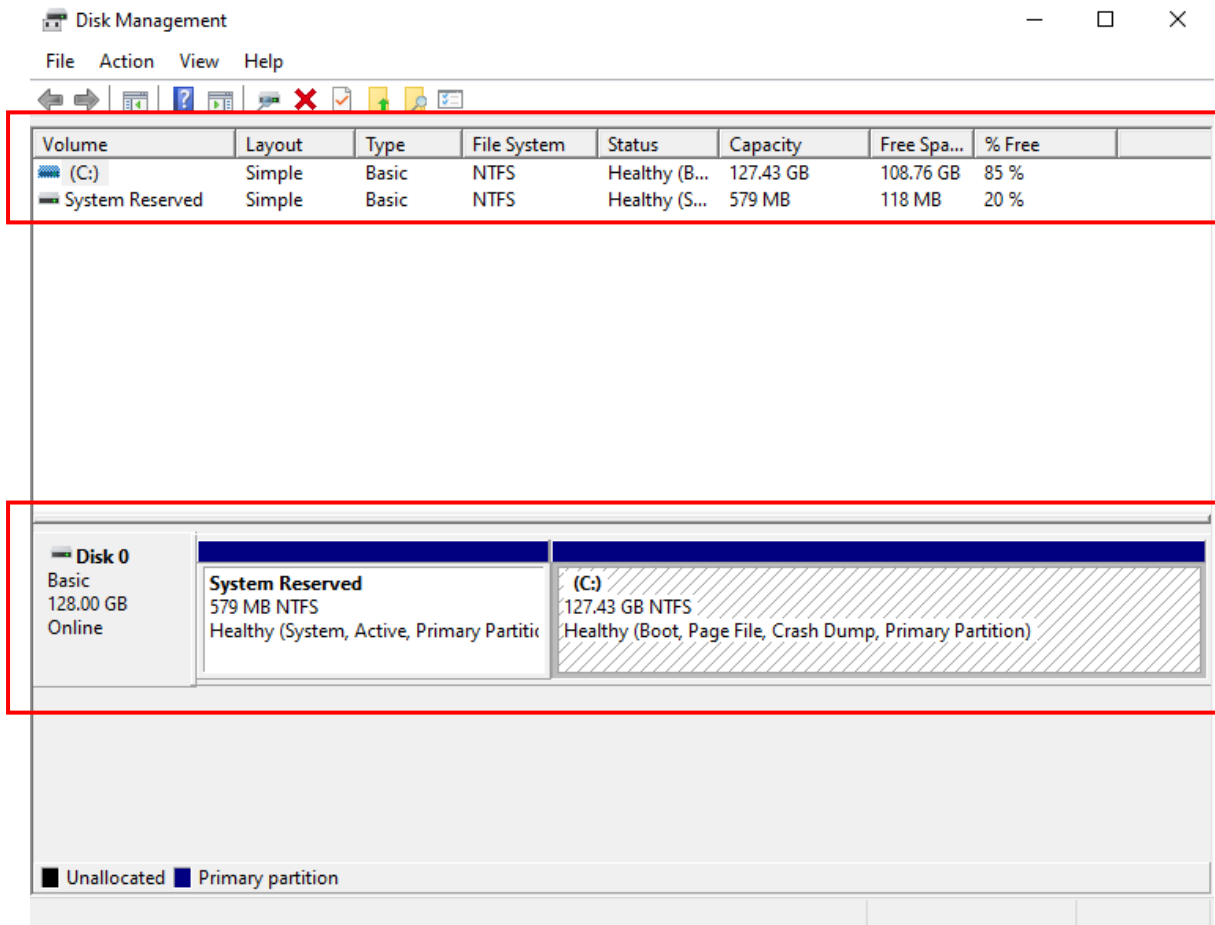 Disk Management
File Action View Help
Volume Layout Type File System Status Capacity Free Spa... % Free
(C:) Simple Basic NTFS Healthy (B... 127.43 GB 108.76 GB 85 %
System Reserved Simple Basic NTFS Healthy (S... 579 MB 118 MB 20 %
Disk 0
Basic
128.00 GB
Online
System Reserved
579 MB NTFS
Healthy (System, Active, Primary Partitic
(C:)
127.43 GB NTFS
Healthy (Boot, Page File, Crash Dump, Primary Partition)
Unallocated Primary partition